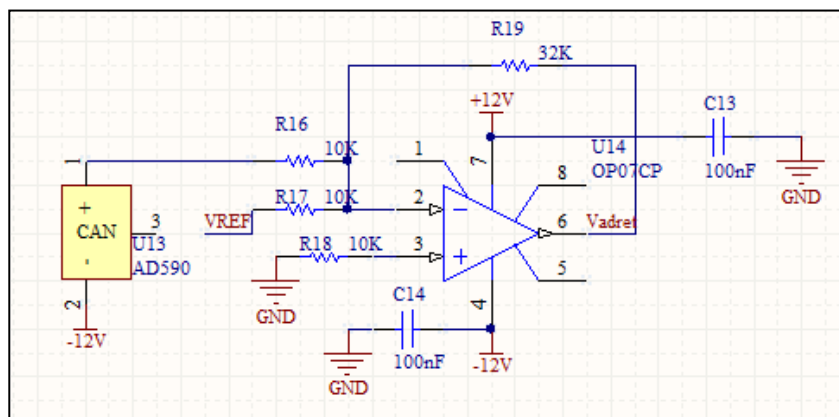 R19
32K
+12V
C13
R16
10K
1
7
U14
8
OP07CP
100nF
GND
1
R17
10K
2
-
6
Vadret
+
CAN
3
VREF
U13
-
AD590
R18
10K
3
+
5
GND
C14
4
2
-12V
100nF
-12V
GND